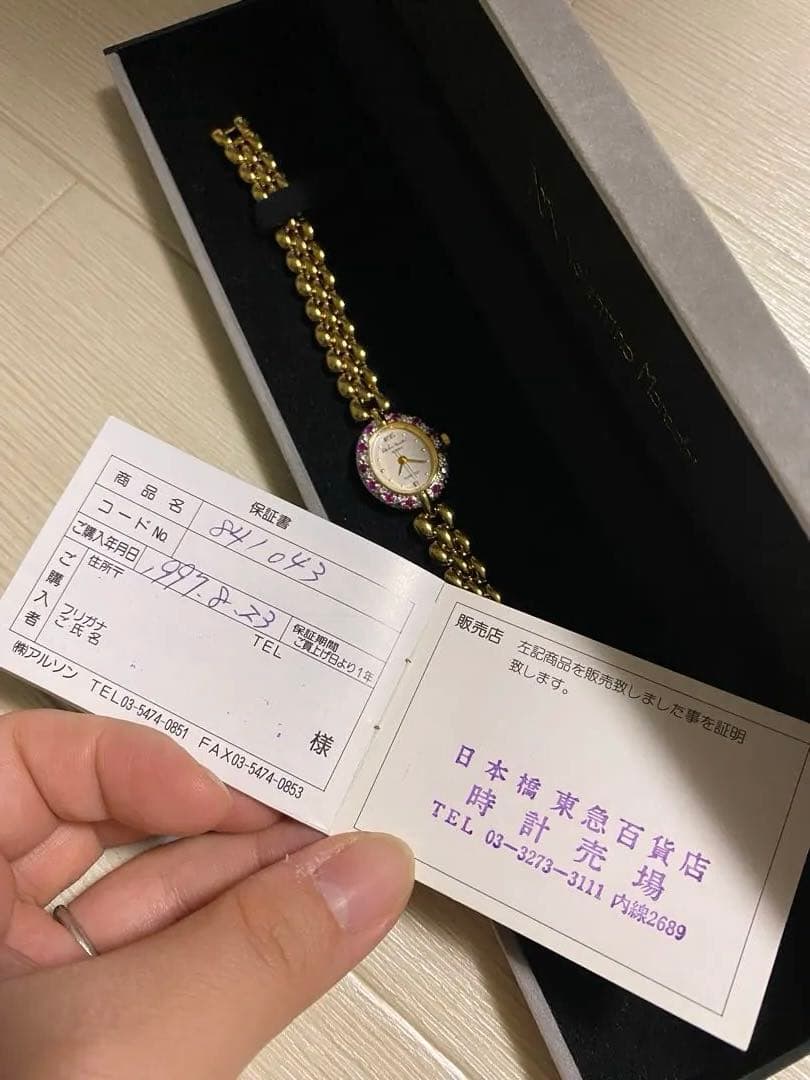 保証書
商品名
コードNo 841043
ご購入年月日 1997.8.23 保証期間 ご買上げ日より1年
ご購入者 住所〒
TEL
フリガナ
ご氏名
様
㈱アルソン TEL03-5474-0851 FAX03-5474-0853
販売店 左記商品を販売致しました事を証明
致します。
日本橋東急百貨店
時計売場
TEL 03-3273-3111 内線2689